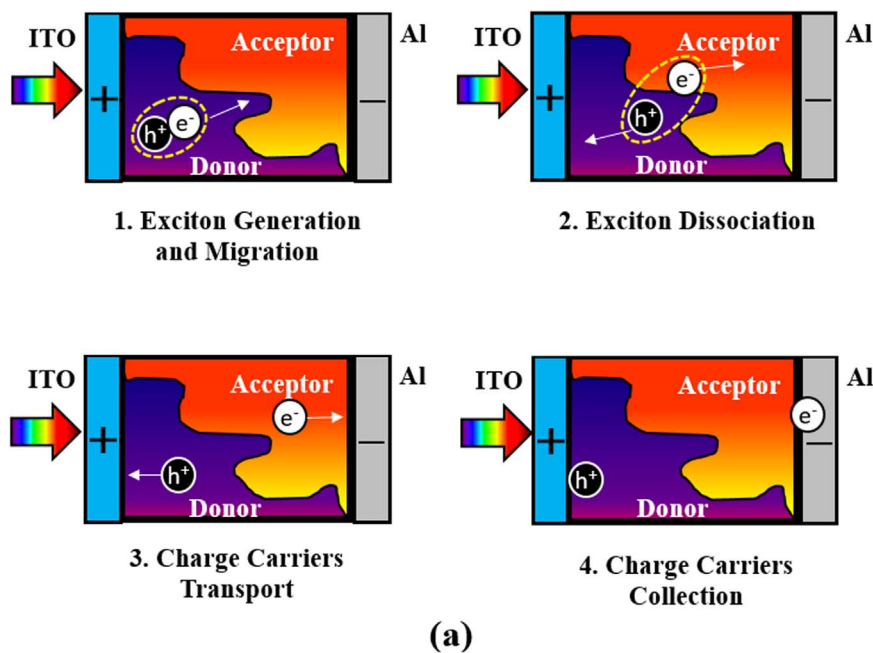 ITO
Acceptor
Al
+
−
h⁺
e⁻
Donor
1. Exciton Generation
and Migration
ITO
Acceptor
Al
+
−
e⁻
h⁺
Donor
2. Exciton Dissociation
ITO
Acceptor
Al
+
−
e⁻
h⁺
Donor
3. Charge Carriers
Transport
ITO
Acceptor
Al
+
−
e⁻
h⁺
Donor
4. Charge Carriers
Collection
(a)